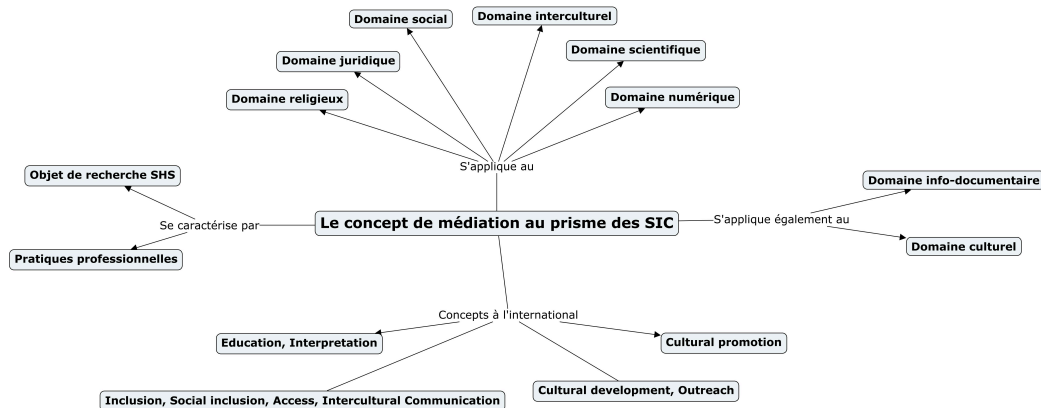 Domaine social
Domaine interculturel
Domaine scientifique
Domaine juridique
Domaine religieux
Domaine numérique
S'applique au
Objet de recherche SHS
Domaine info-documentaire
Se caractérise par
Le concept de médiation au prisme des SIC
S'applique également au
Domaine culturel
Pratiques professionnelles
Concepts à l'international
Education, Interpretation
Cultural promotion
Cultural development, Outreach
Inclusion, Social inclusion, Access, Intercultural Communication